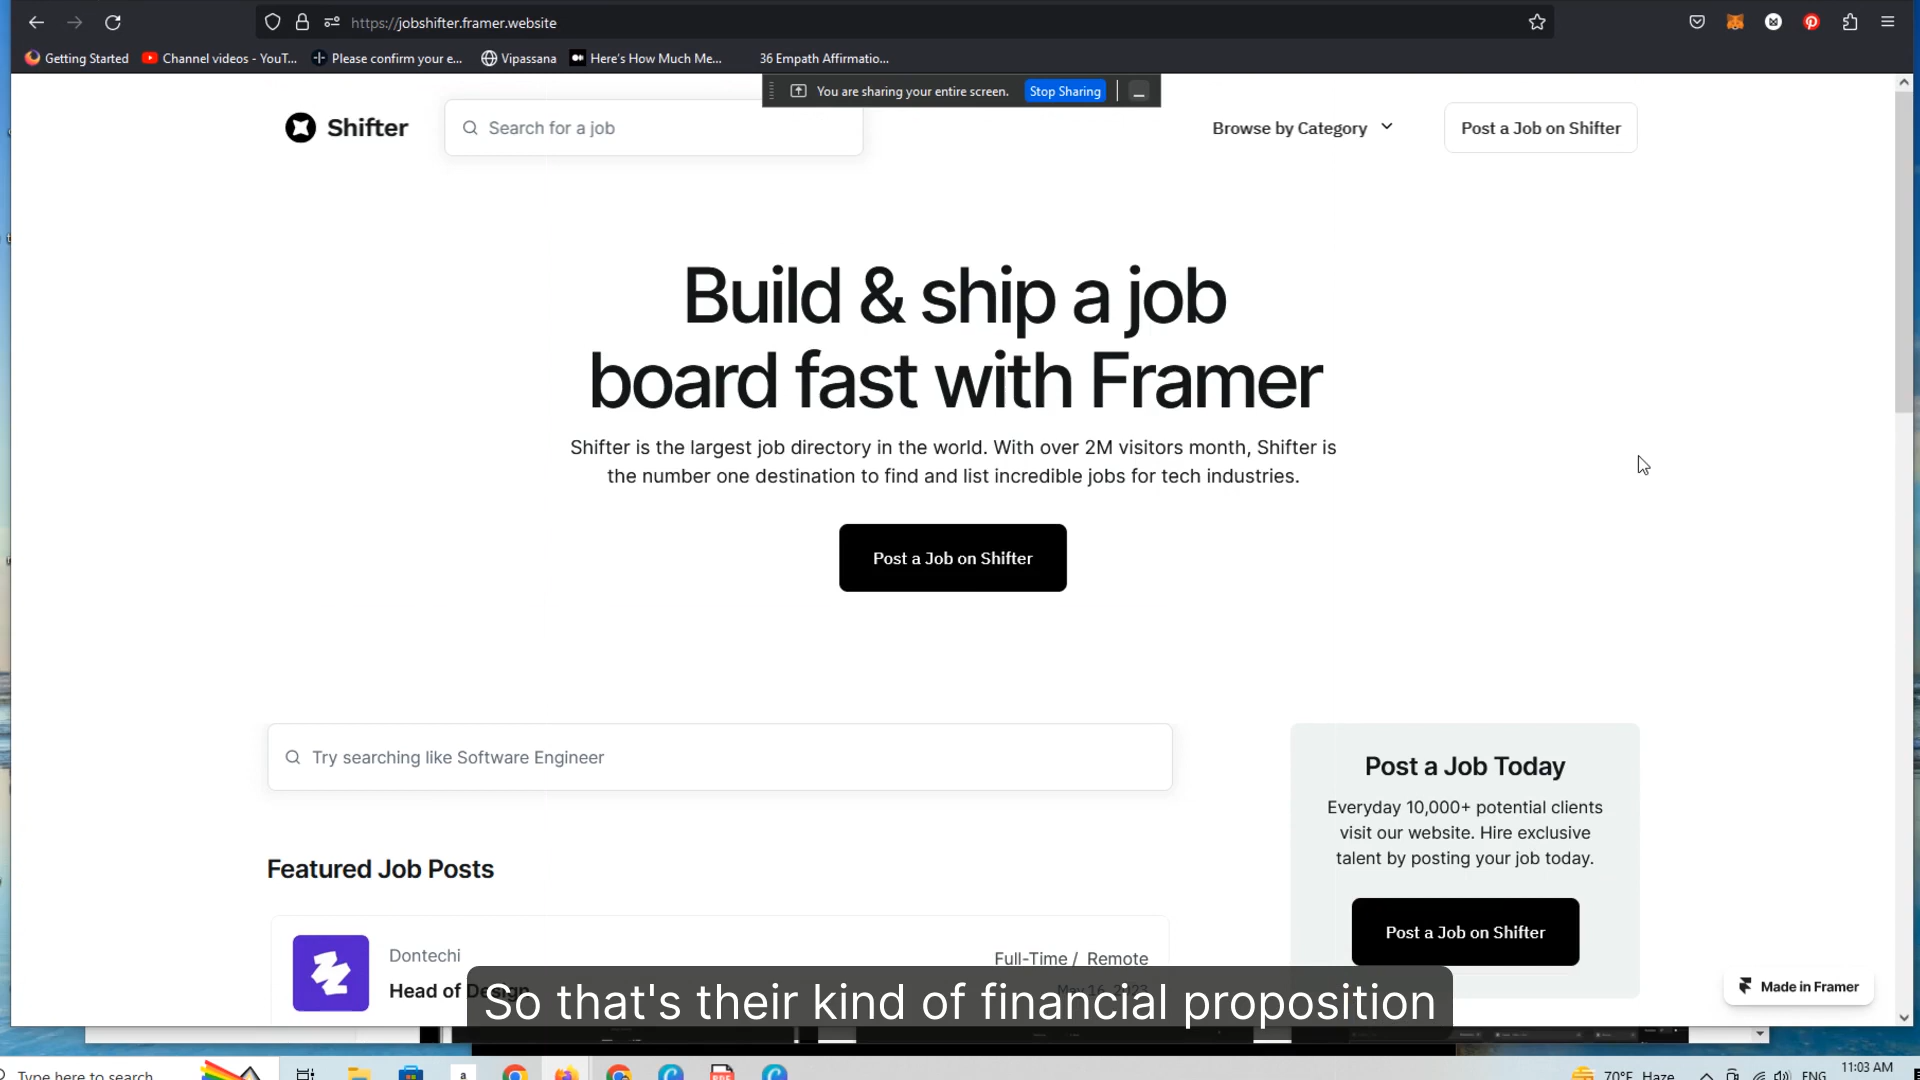 https://jobshifter.framer.website
Getting Started
Channel videos - YouT...
Please confirm your e...
Vipassana
Here's How Much Me...
36 Empath Affirmatio...
You are sharing your entire screen.
Stop Sharing
Shifter
Search for a job
Browse by Category
Post a Job on Shifter
Build & ship a job
board fast with Framer
Shifter is the largest job directory in the world. With over 2M visitors month, Shifter is
the number one destination to find and list incredible jobs for tech industries.
Post a Job on Shifter
Try searching like Software Engineer
Post a Job Today
Everyday 10,000+ potential clients
visit our website. Hire exclusive
talent by posting your job today.
Post a Job on Shifter
Featured Job Posts
Dontechi
Full-Time / Remote
Head of Design
May 16, 2023
Made in Framer
So that's their kind of financial proposition
Type here to search
70°F Haze
ENG
11:03 AM